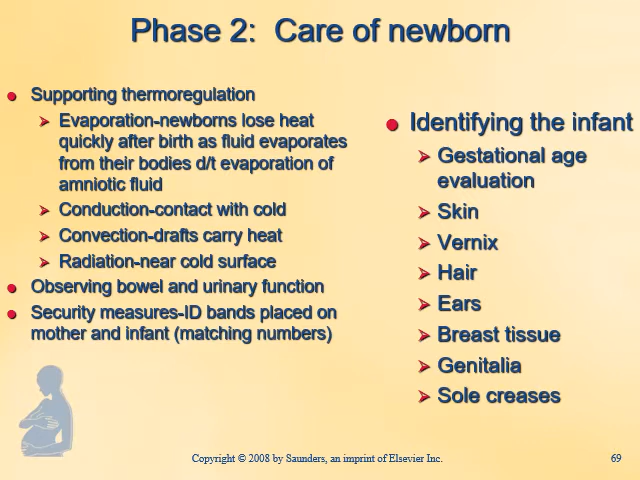 Phase 2:  Care of newborn
Supporting thermoregulation
Evaporation-newborns lose heat
quickly after birth as fluid evaporates
from their bodies d/t evaporation of
amniotic fluid
Conduction-contact with cold
Convection-drafts carry heat
Radiation-near cold surface
Observing bowel and urinary function
Security measures-ID bands placed on
mother and infant (matching numbers)
Identifying the infant
Gestational age
evaluation
Skin
Vernix
Hair
Ears
Breast tissue
Genitalia
Sole creases
Copyright © 2008 by Saunders, an imprint of Elsevier Inc.
69